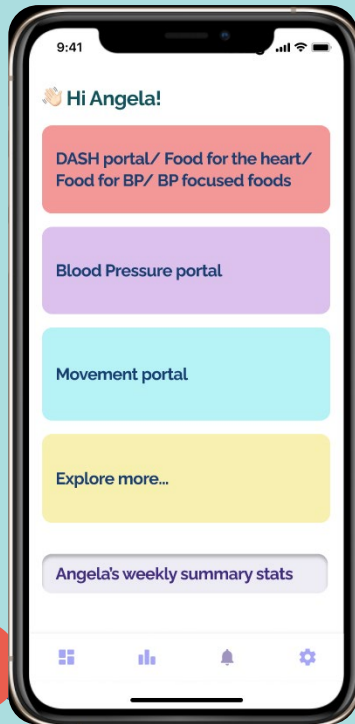 9:41
Hi Angela!
DASH portal/ Food for the heart/
Food for BP/ BP focused foods
Blood Pressure portal
Movement portal
Explore more...
Angela's weekly summary stats